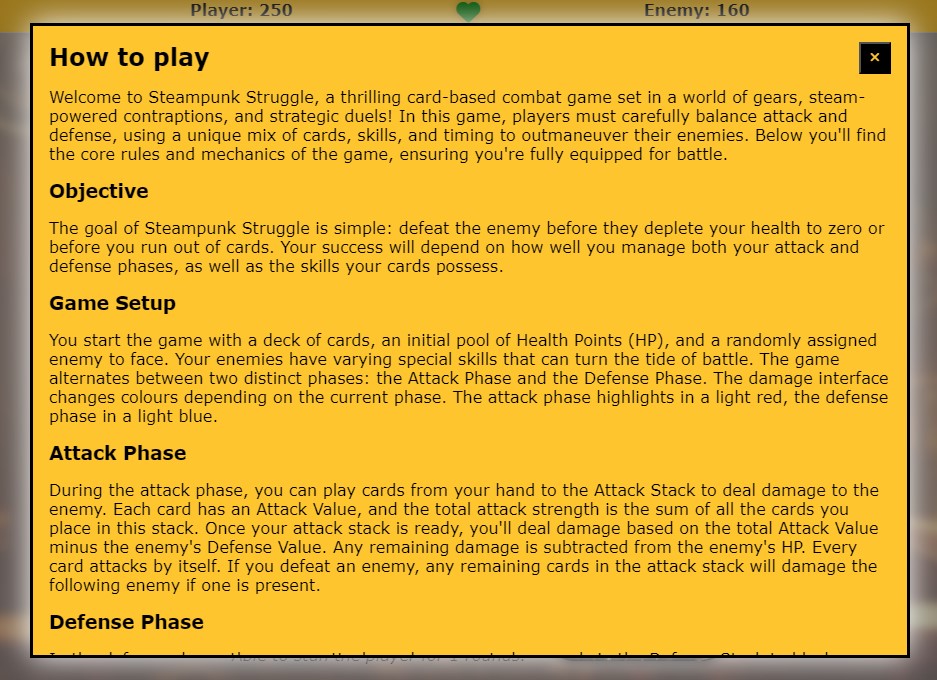 Player: 250
Enemy: 160
How to play
×
Welcome to Steampunk Struggle, a thrilling card-based combat game set in a world of gears, steam-
powered contraptions, and strategic duels! In this game, players must carefully balance attack and
defense, using a unique mix of cards, skills, and timing to outmaneuver their enemies. Below you'll find
the core rules and mechanics of the game, ensuring you're fully equipped for battle.
Objective
The goal of Steampunk Struggle is simple: defeat the enemy before they deplete your health to zero or
before you run out of cards. Your success will depend on how well you manage both your attack and
defense phases, as well as the skills your cards possess.
Game Setup
You start the game with a deck of cards, an initial pool of Health Points (HP), and a randomly assigned
enemy to face. Your enemies have varying special skills that can turn the tide of battle. The game
alternates between two distinct phases: the Attack Phase and the Defense Phase. The damage interface
changes colours depending on the current phase. The attack phase highlights in a light red, the defense
phase in a light blue.
Attack Phase
During the attack phase, you can play cards from your hand to the Attack Stack to deal damage to the
enemy. Each card has an Attack Value, and the total attack strength is the sum of all the cards you
place in this stack. Once your attack stack is ready, you'll deal damage based on the total Attack Value
minus the enemy's Defense Value. Any remaining damage is subtracted from the enemy's HP. Every
card attacks by itself. If you defeat an enemy, any remaining cards in the attack stack will damage the
following enemy if one is present.
Defense Phase
Able to stun the player for 1 rounds.